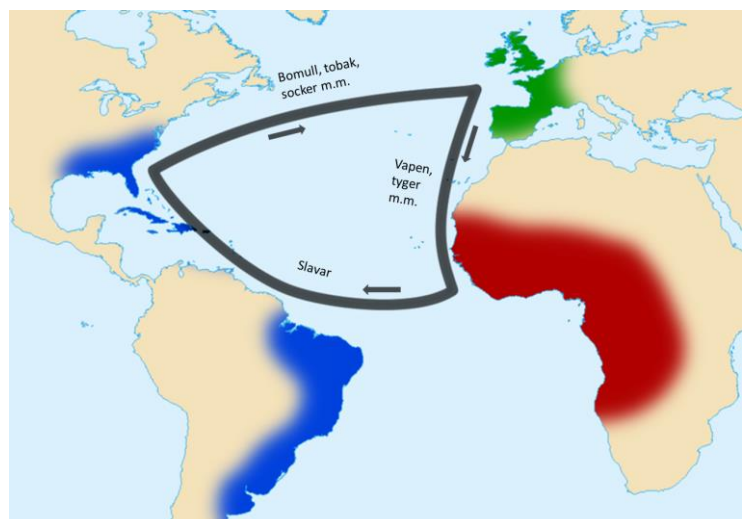 Bomull, tobak,
socker m.m.
Vapen,
tyger
m.m.
Slavar